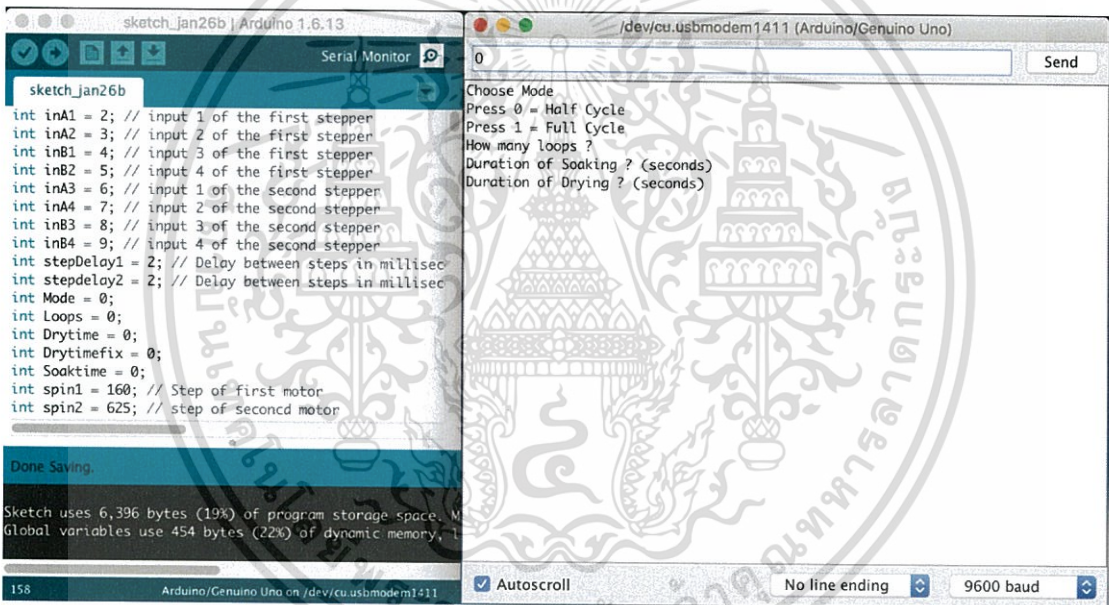 sketch_jan26b | Arduino 1.6.13
Serial Monitor
sketch_jan26b
int inA1 = 2; // input 1 of the first stepper
int inA2 = 3; // input 2 of the first stepper
int inB1 = 4; // input 3 of the first stepper
int inB2 = 5; // input 4 of the first stepper
int inA3 = 6; // input 1 of the second stepper
int inA4 = 7; // input 2 of the second stepper
int inB3 = 8; // input 3 of the second stepper
int inB4 = 9; // input 4 of the second stepper
int stepDelay1 = 2; // Delay between steps in millisec
int stepdelay2 = 2; // Delay between steps in millisec
int Mode = 0;
int Loops = 0;
int Drytime = 0;
int Drytimefix = 0;
int Soaktime = 0;
int spin1 = 160; // Step of first motor
int spin2 = 625; // step of seconcd motor
Done Saving.
Sketch uses 6,396 bytes (19%) of program storage space. M
Global variables use 454 bytes (22%) of dynamic memory, l
158
Arduino/Genuino Uno on /dev/cu.usbmodem1411
/dev/cu.usbmodem1411 (Arduino/Genuino Uno)
0
Send
Choose Mode
Press 0 = Half Cycle
Press 1 = Full Cycle
How many loops ?
Duration of Soaking ? (seconds)
Duration of Drying ? (seconds)
Autoscroll
No line ending
9600 baud